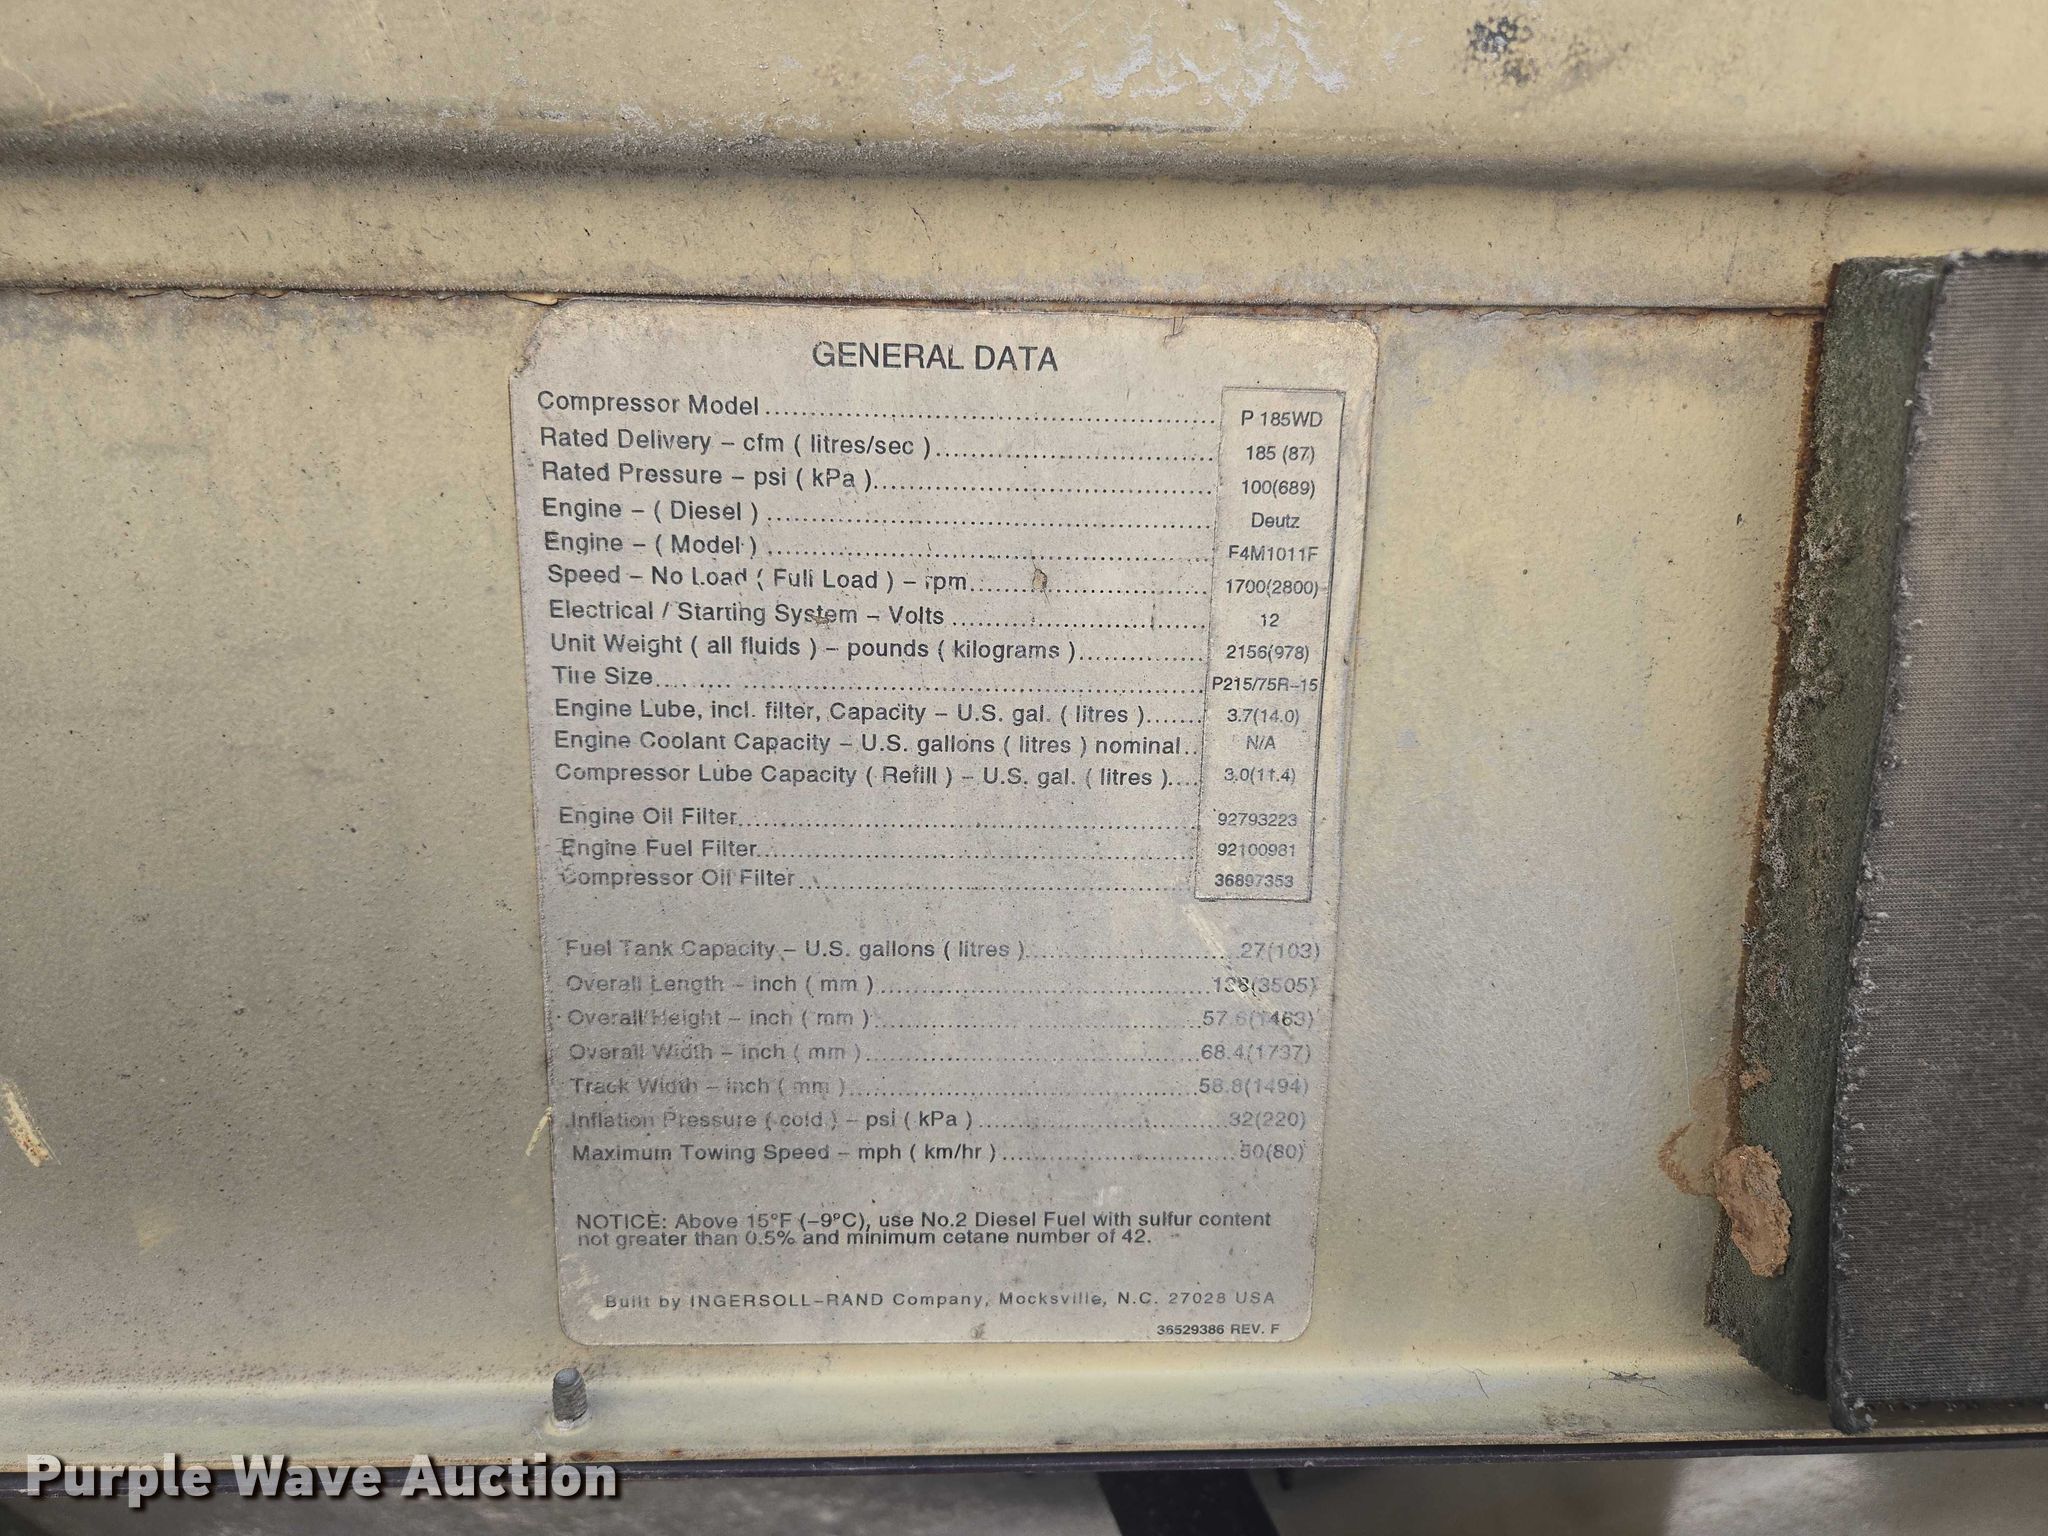 GENERAL DATA
Compressor Model.......... P 185WD
Rated Delivery – cfm ( litres/sec ).......... 185 (87)
Rated Pressure – psi ( kPa ).......... 100(689)
Engine – ( Diesel ).......... Deutz
Engine – ( Model ).......... F4M1011F
Speed – No Load ( Full Load ) – rpm.......... 1700(2800)
Electrical / Starting System – Volts.......... 12
Unit Weight ( all fluids ) – pounds ( kilograms ).......... 2156(978)
Tire Size.......... P215/75R–15
Engine Lube, incl. filter, Capacity – U.S. gal. ( litres )....... 3.7(14.0)
Engine Coolant Capacity – U.S. gallons ( litres ) nominal.. N/A
Compressor Lube Capacity ( Refill ) – U.S. gal. ( litres ).... 3.0(11.4)
Engine Oil Filter.......... 92793223
Engine Fuel Filter.......... 92100981
Compressor Oil Filter.......... 36897353
Fuel Tank Capacity – U.S. gallons ( litres )..........27(103)
Overall Length – inch ( mm )..........138(3505)
Overall Height – inch ( mm )..........57.6(1463)
Overall Width – inch ( mm )..........68.4(1737)
Track Width – inch ( mm )..........58.8(1494)
Inflation Pressure ( cold ) – psi ( kPa )..........32(220)
Maximum Towing Speed – mph ( km/hr )..........50(80)
NOTICE: Above 15°F (–9°C), use No.2 Diesel Fuel with sulfur content
not greater than 0.5% and minimum cetane number of 42.
Built by INGERSOLL–RAND Company, Mocksville, N.C. 27028 USA
36529386 REV. F
Purple Wave Auction